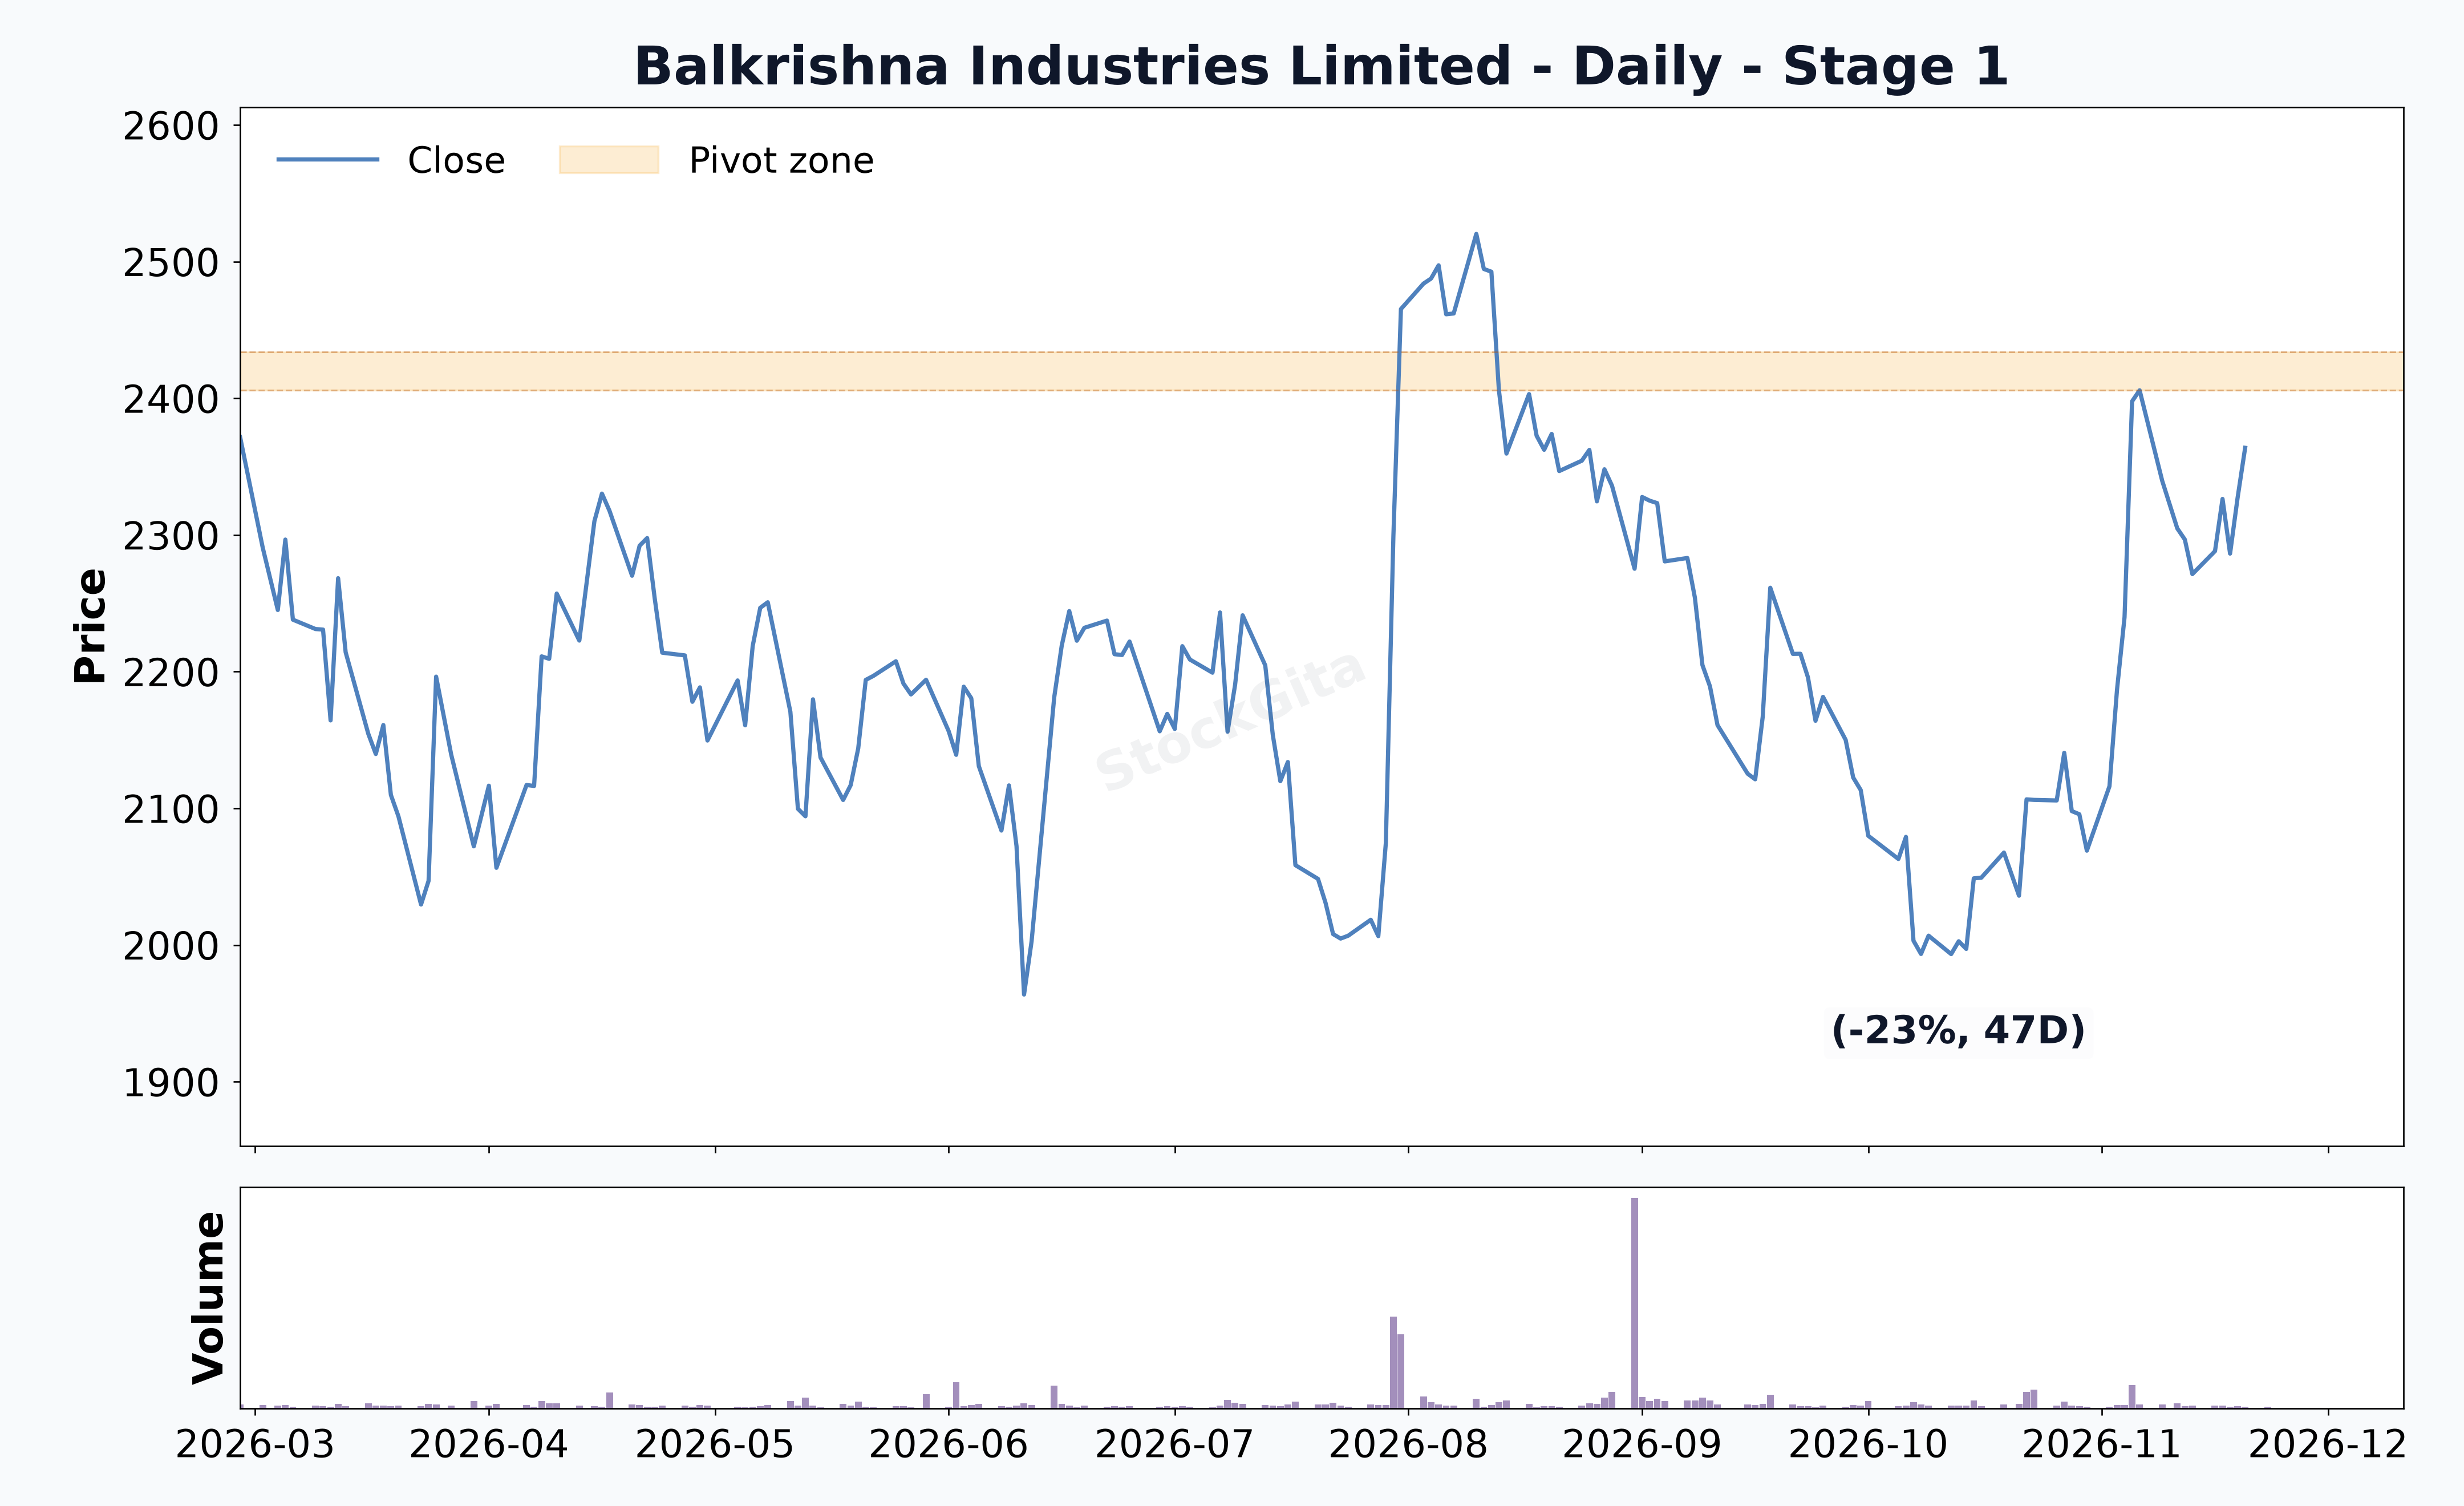 Balkrishna Industries Limited - Daily - Stage 1
Close
Pivot zone
Price
2600
2500
2400
2300
2200
2100
2000
1900
StockGita
(-23%, 47D)
Volume
2026-03
2026-04
2026-05
2026-06
2026-07
2026-08
2026-09
2026-10
2026-11
2026-12